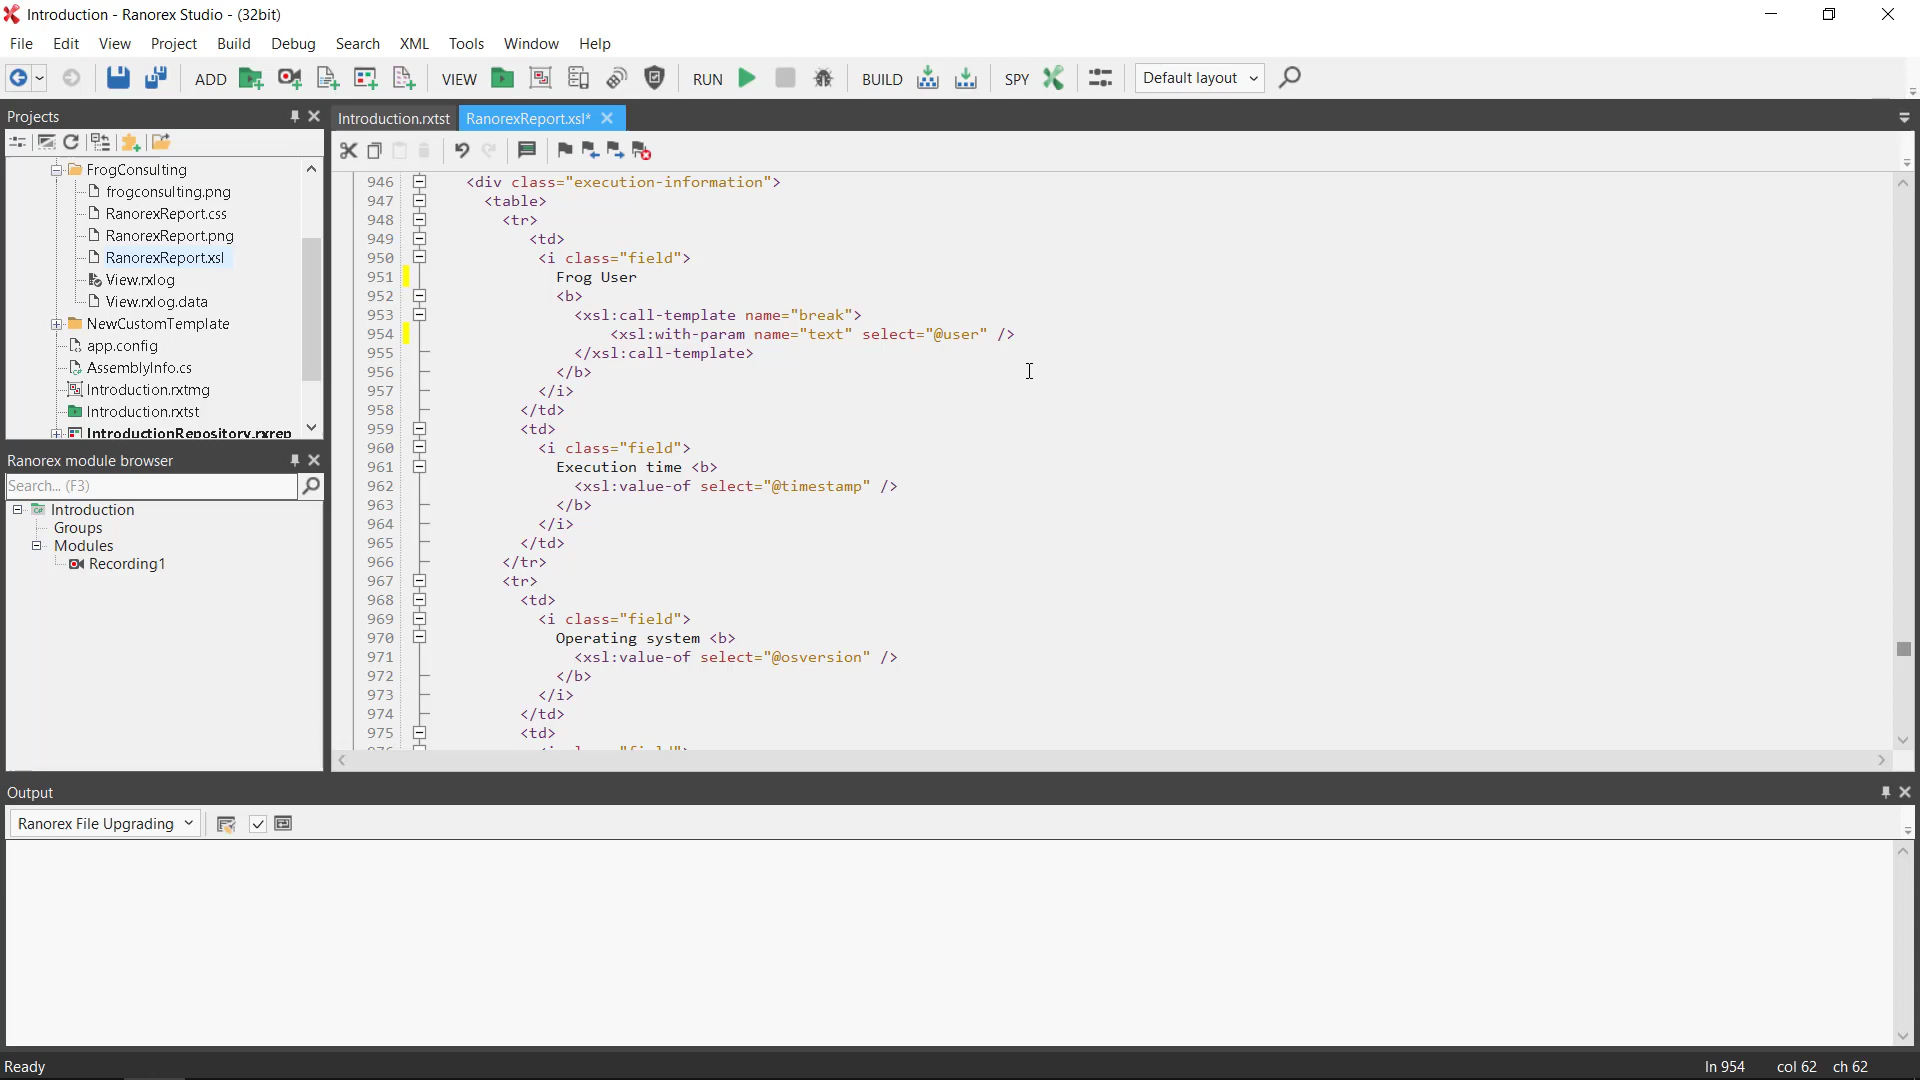 Introduction - Ranorex Studio - (32bit)
File Edit View Project Build Debug Search XML Tools Window Help
ADD VIEW RUN BUILD SPY Default layout
Projects
FrogConsulting
frogconsulting.png
RanorexReport.css
RanorexReport.png
RanorexReport.xsl
View.rxlog
View.rxlog.data
NewCustomTemplate
app.config
AssemblyInfo.cs
Introduction.rxtmg
Introduction.rxtst
IntroductionRepository.rxrep
Ranorex module browser
Search... (F3)
Introduction
Groups
Modules
Recording1
Introduction.rxtst RanorexReport.xsl*
946 <div class="execution-information">
947 <table>
948 <tr>
949 <td>
950 <i class="field">
951 Frog User
952 <b>
953 <xsl:call-template name="break">
954 <xsl:with-param name="text" select="@user" />
955 </xsl:call-template>
956 </b>
957 </i>
958 </td>
959 <td>
960 <i class="field">
961 Execution time <b>
962 <xsl:value-of select="@timestamp" />
963 </b>
964 </i>
965 </td>
966 </tr>
967 <tr>
968 <td>
969 <i class="field">
970 Operating system <b>
971 <xsl:value-of select="@osversion" />
972 </b>
973 </i>
974 </td>
975 <td>
Output
Ranorex File Upgrading
Ready ln 954 col 62 ch 62